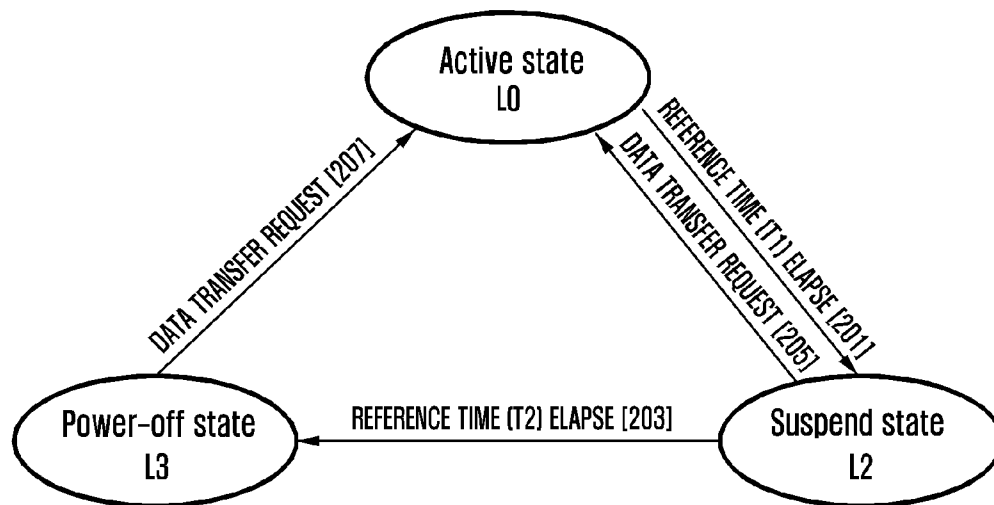 Active state
L0
DATA TRANSFER REQUEST [207]
REFERENCE TIME (T1) ELAPSE [201]
DATA TRANSFER REQUEST [205]
Power-off state
L3
REFERENCE TIME (T2) ELAPSE [203]
Suspend state
L2